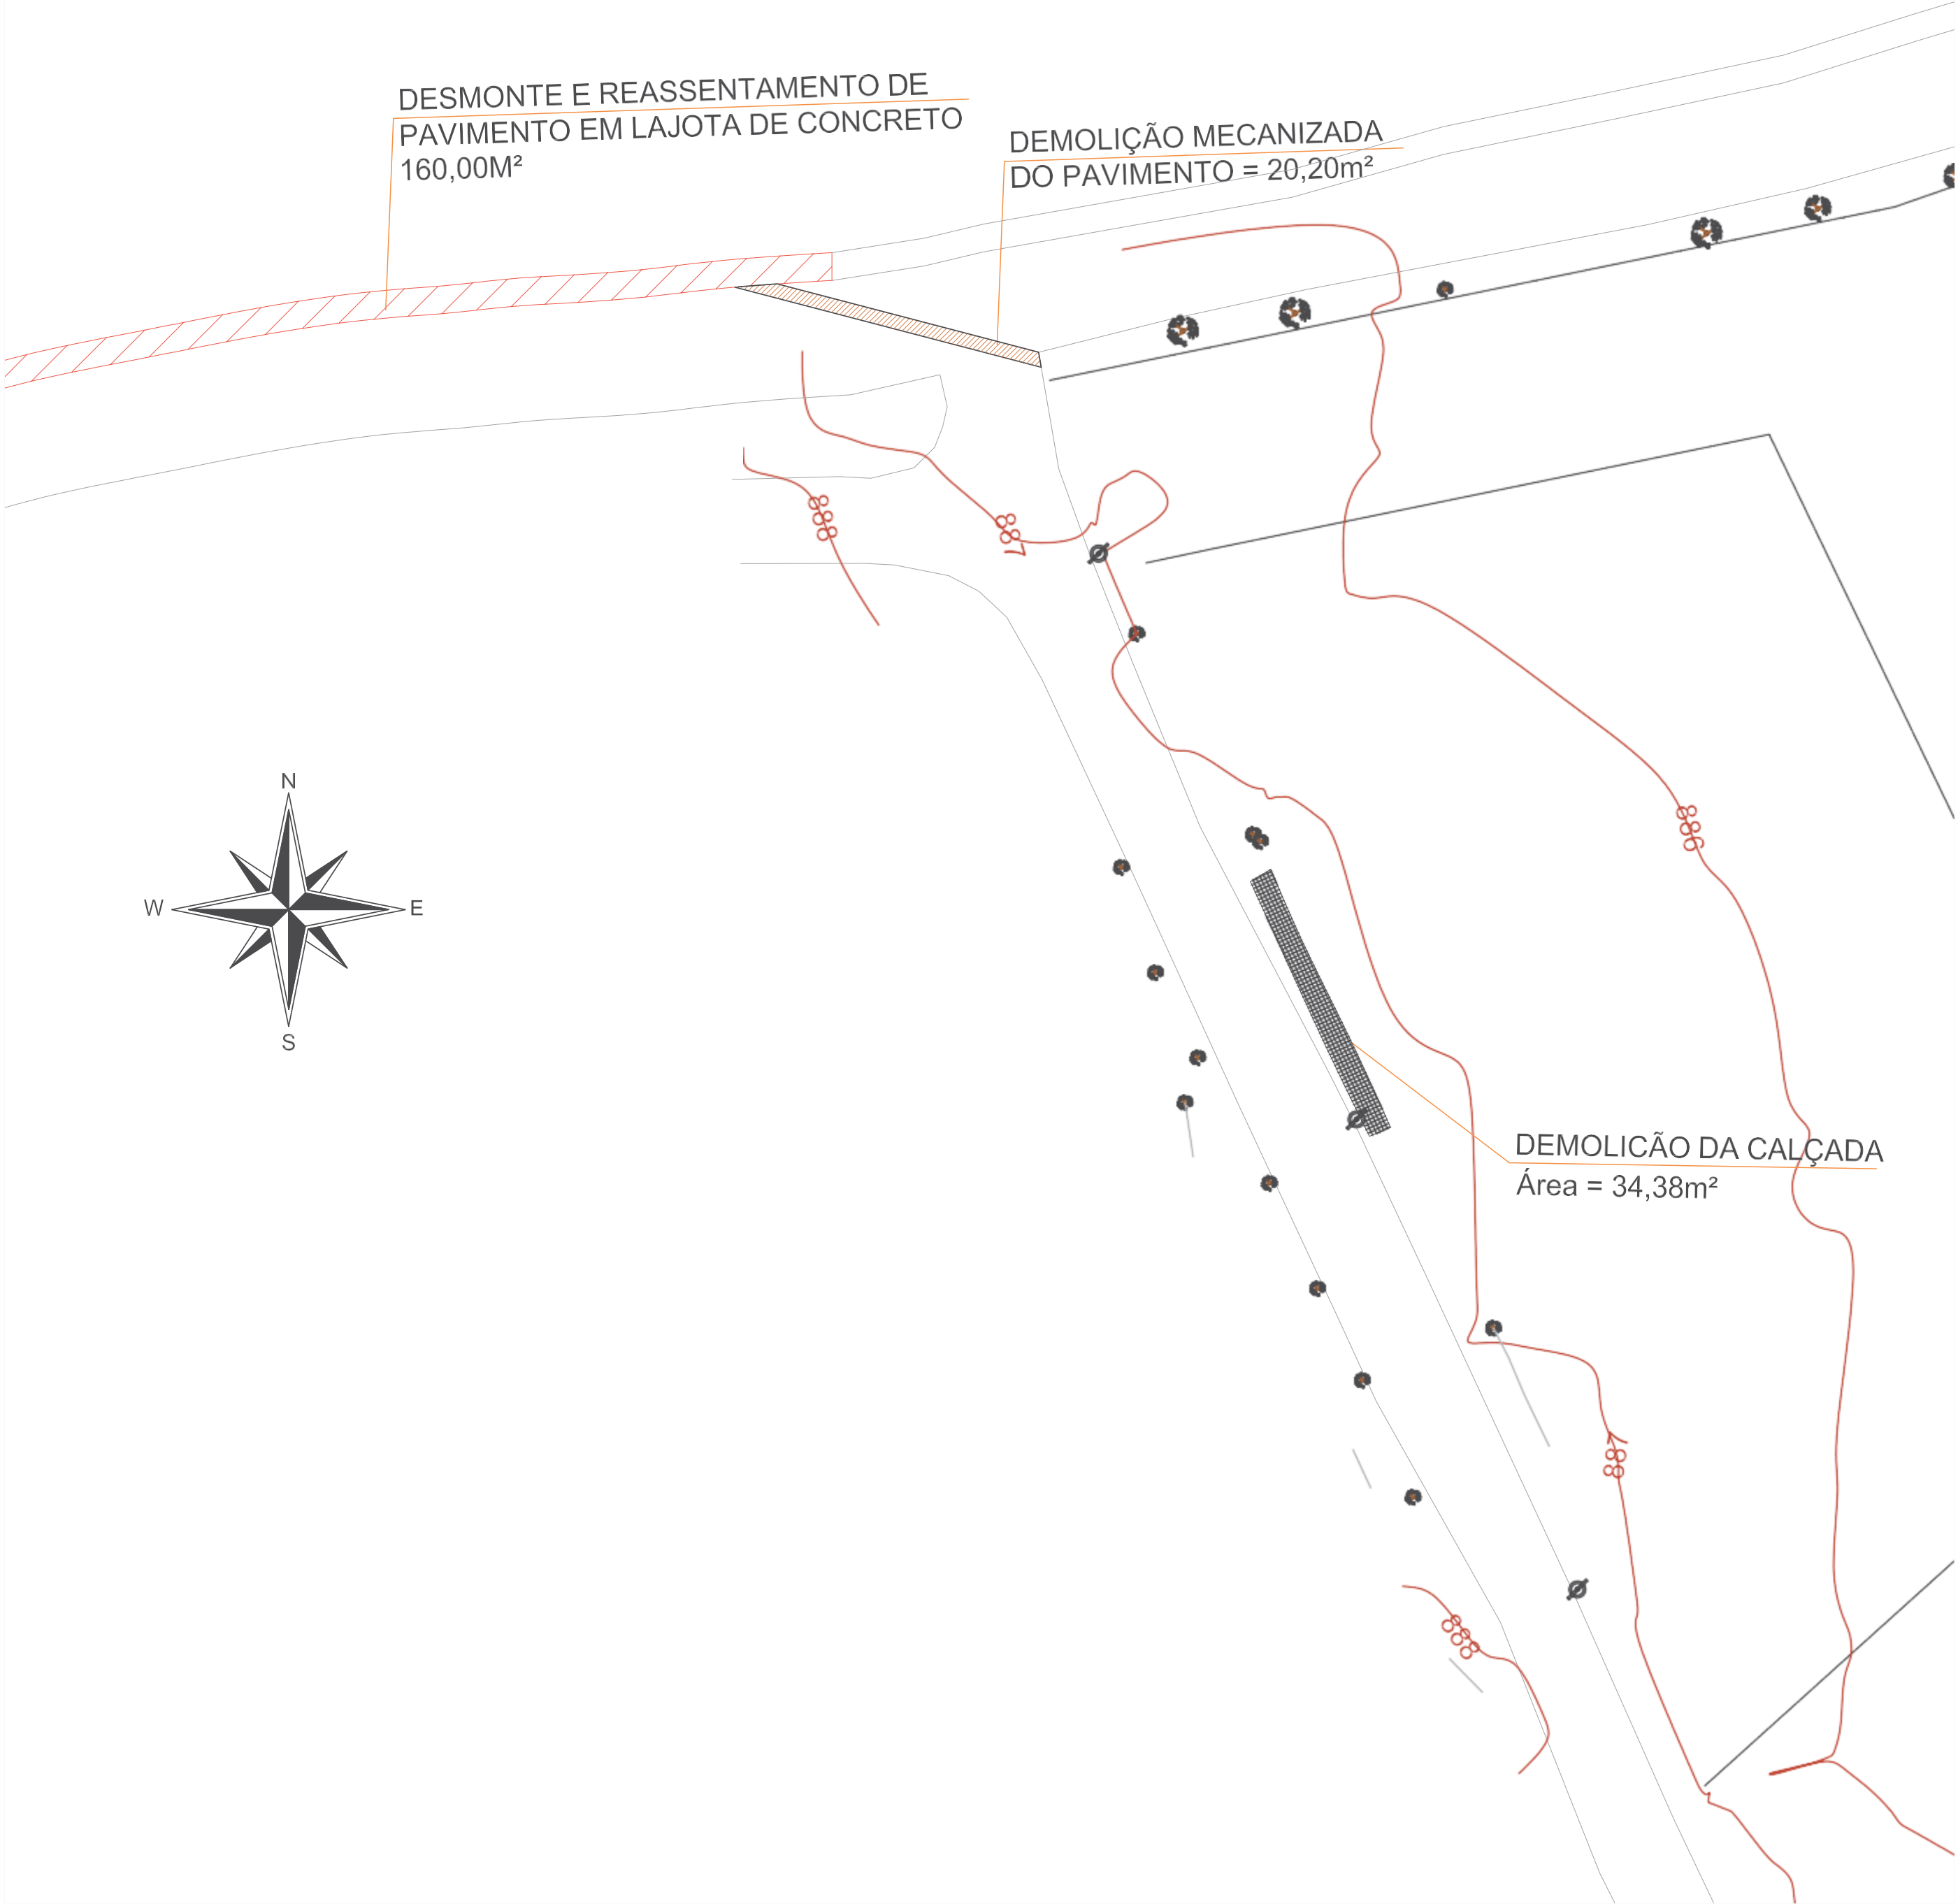 DESMONTE E REASSENTAMENTO DE
PAVIMENTO EM LAJOTA DE CONCRETO
160,00M²
DEMOLIÇÃO MECANIZADA
DO PAVIMENTO = 20,20m²
888
887
886
N
W
E
S
DEMOLICÃO DA CALÇADA
Área = 34,38m²
887
888